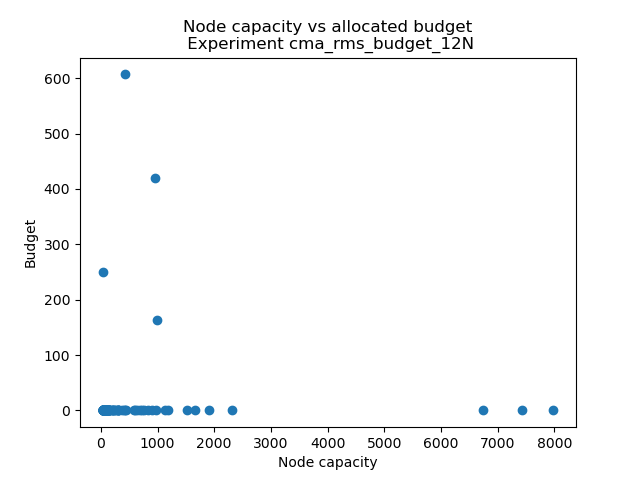 Node capacity vs allocated budget
Experiment cma_rms_budget_12N
600
500
400
300
200
100
0
Budget
0 1000 2000 3000 4000 5000 6000 7000 8000
Node capacity